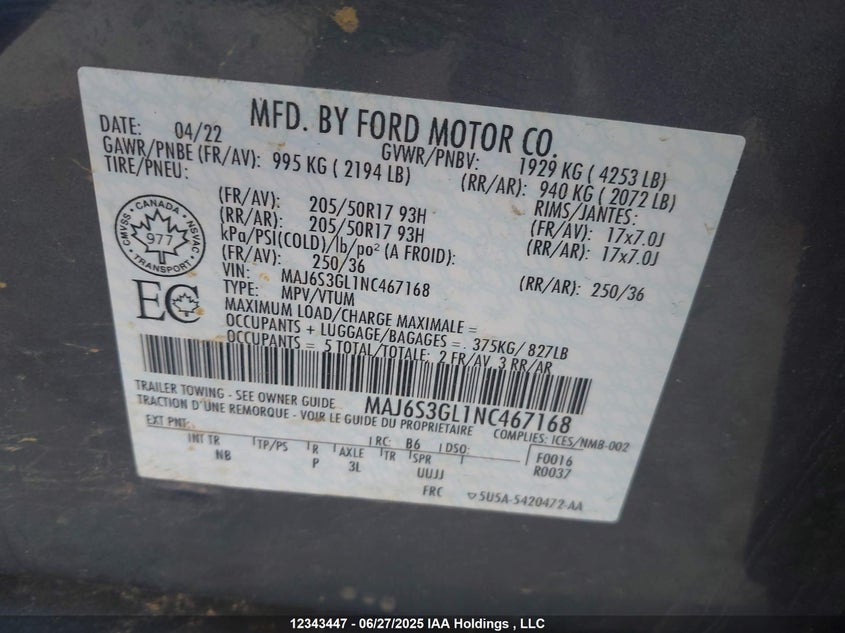 MFD. BY FORD MOTOR CO.
DATE: 04/22 GVWR/PNBV: 1929 KG ( 4253 LB)
GAWR/PNBE (FR/AV): 995 KG ( 2194 LB) (RR/AR): 940 KG ( 2072 LB)
TIRE/PNEU: RIMS/JANTES:
(FR/AV): 205/50R17 93H (FR/AV): 17x7.0J
(RR/AR): 205/50R17 93H (RR/AR): 17x7.0J
kPa/PSI(COLD)/lb/po² (A FROID):
(FR/AV): 250/36 (RR/AR): 250/36
CANADA
CMVSS 977 NSVAC
TRANSPORT
VIN: MAJ6S3GL1NC467168
TYPE: MPV/VTUM
EC
MAXIMUM LOAD/CHARGE MAXIMALE =
OCCUPANTS + LUGGAGE/BAGAGES = 375KG/ 827LB
OCCUPANTS = 5 TOTAL/TOTALE: 2 FR/AV, 3 RR/AR
TRAILER TOWING - SEE OWNER GUIDE MAJ6S3GL1NC467168
TRACTION D'UNE REMORQUE - VOIR LE GUIDE DU PROPRIETAIRE
EXT PNT: RC: B6 DSO: COMPLIES: ICES/NMB-002
INT TR TP/PS R AXLE TR SPR F0016
NB P 3L UUJJ R0037
FRC 5U5A-5420472-AA
12343447 - 06/27/2025 IAA Holdings , LLC